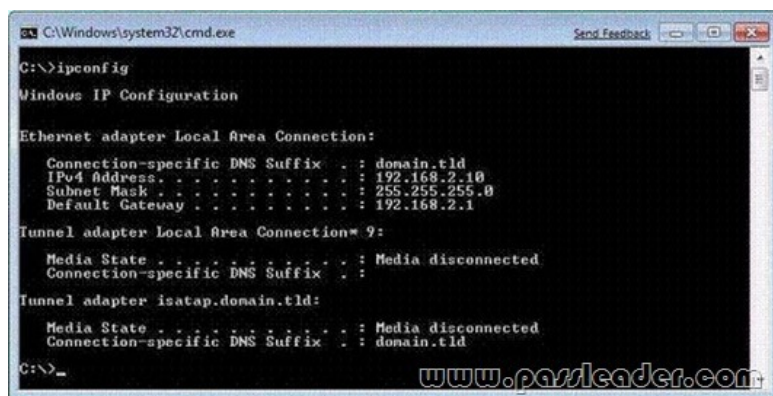 C:\Windows\system32\cmd.exe
Send Feedback
C:\>ipconfig
Windows IP Configuration
Ethernet adapter Local Area Connection:
Connection-specific DNS Suffix . : domain.tld
IPv4 Address. . . . . . . . . . . : 192.168.2.10
Subnet Mask . . . . . . . . . . . : 255.255.255.0
Default Gateway . . . . . . . . . : 192.168.2.1
Tunnel adapter Local Area Connection* 9:
Media State . . . . . . . . . . . : Media disconnected
Connection-specific DNS Suffix . :
Tunnel adapter isatap.domain.tld:
Media State . . . . . . . . . . . : Media disconnected
Connection-specific DNS Suffix . : domain.tld
C:\>_
www.passleader.com